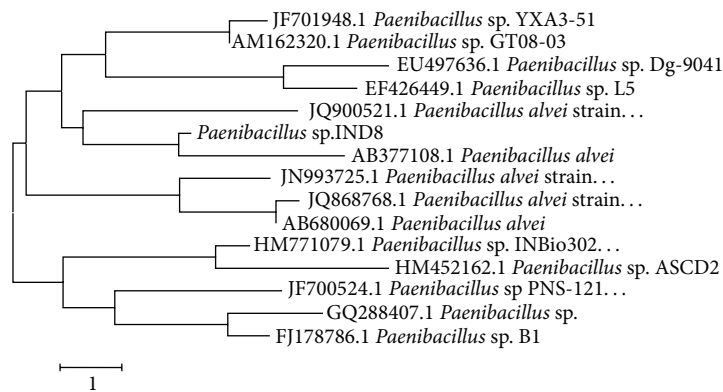 JF701948.1 Paenibacillus sp. YXA3-51
AM162320.1 Paenibacillus sp. GT08-03
EU497636.1 Paenibacillus sp. Dg-9041
EF426449.1 Paenibacillus sp. L5
JQ900521.1 Paenibacillus alvei strain...
Paenibacillus sp.IND8
AB377108.1 Paenibacillus alvei
JN993725.1 Paenibacillus alvei strain...
JQ868768.1 Paenibacillus alvei strain...
AB680069.1 Paenibacillus alvei
HM771079.1 Paenibacillus sp. INBio302...
HM452162.1 Paenibacillus sp. ASCD2
JF700524.1 Paenibacillus sp PNS-121...
GQ288407.1 Paenibacillus sp.
FJ178786.1 Paenibacillus sp. B1
1